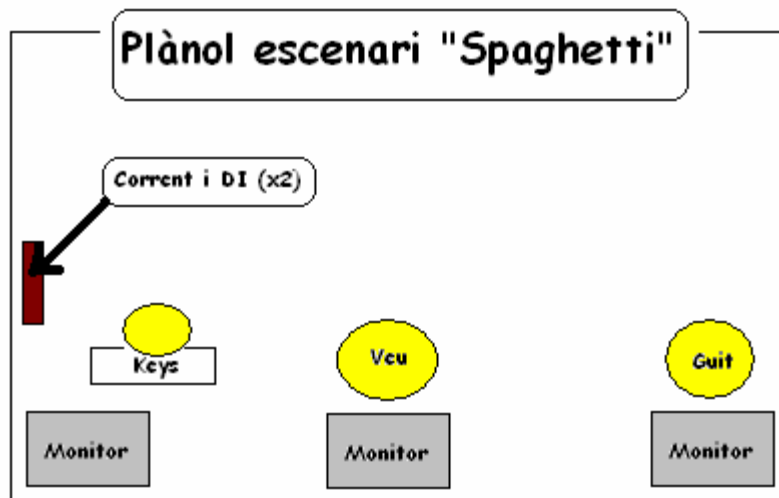 Plànol escenari "Spaghetti"
Corrent i DI (x2)
Keys
Veu
Guit
Monitor
Monitor
Monitor